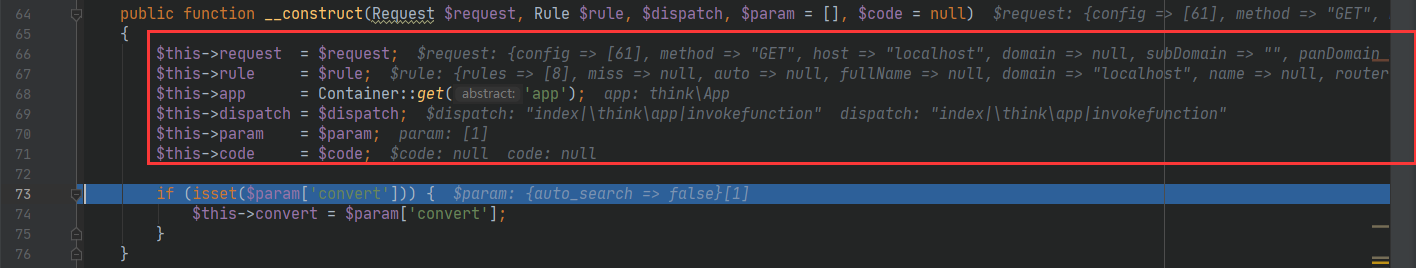 64 public function __construct(Request $request, Rule $rule, $dispatch, $param = [], $code = null) $request: {config => [61], method => "GET",
65 {
66 $this->request = $request; $request: {config => [61], method => "GET", host => "localhost", domain => null, subDomain => "", panDomain
67 $this->rule = $rule; $rule: {rules => [8], miss => null, auto => null, fullName => null, domain => "localhost", name => null, router
68 $this->app = Container::get( abstract: 'app'); app: think\App
69 $this->dispatch = $dispatch; $dispatch: "index|\think\app|invokefunction" dispatch: "index|\think\app|invokefunction"
70 $this->param = $param; param: [1]
71 $this->code = $code; $code: null code: null
72
73 if (isset($param['convert'])) { $param: {auto_search => false}[1]
74 $this->convert = $param['convert'];
75 }
76 }